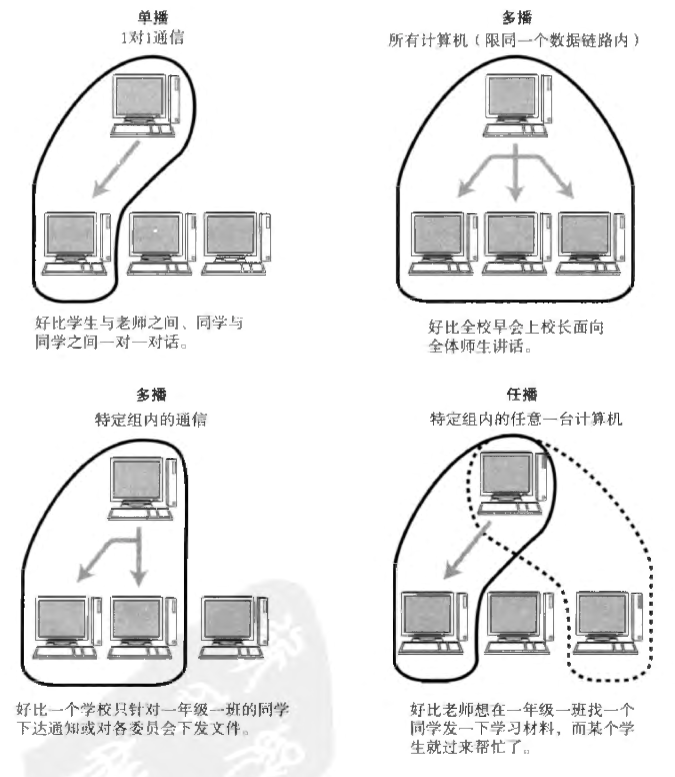 单播
1对1通信
好比学生与老师之间、同学与
同学之间一对一对话。
多播
所有计算机（限同一个数据链路内）
好比全校早会上校长面向
全体师生讲话。
多播
特定组内的通信
好比一个学校只针对一年级一班的同学
下达通知或对各委员会下发文件。
任播
特定组内的任意一台计算机
好比老师想在一年级一班找一个
同学发一下学习材料，而某个学
生就过来帮忙了。